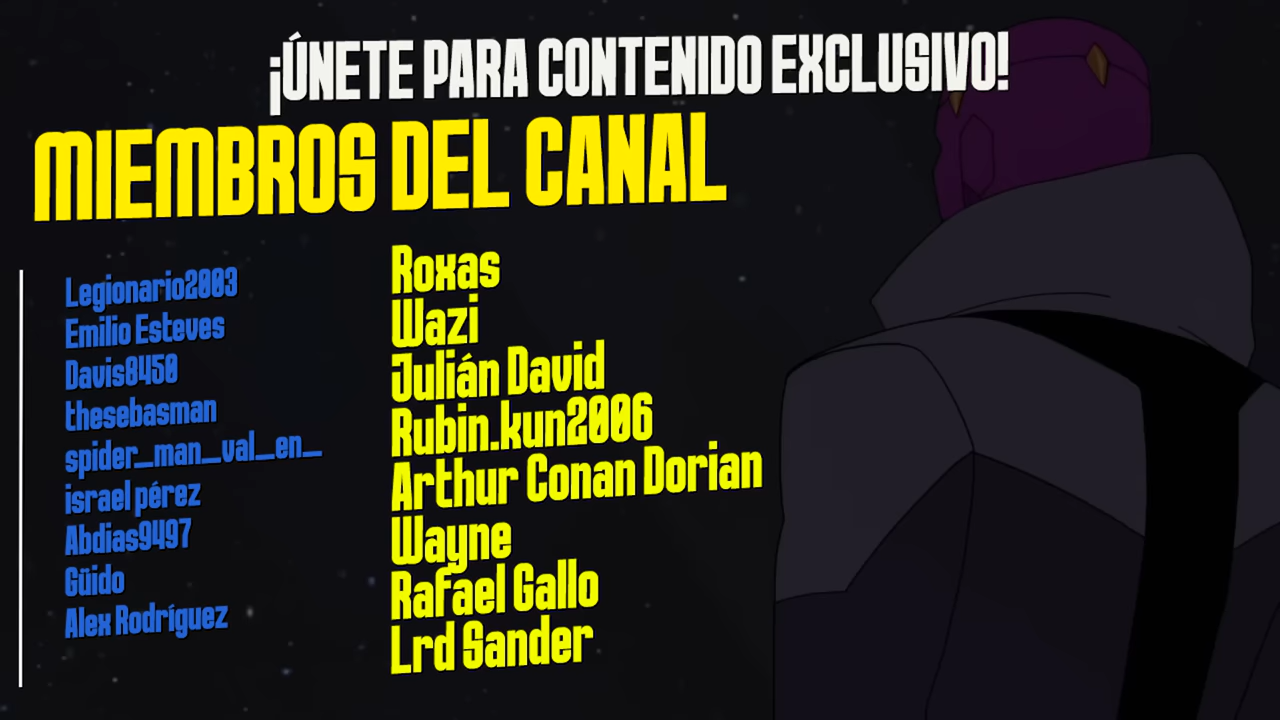 ¡ÚNETE PARA CONTENIDO EXCLUSIVO!
MIEMBROS DEL CANAL
Legionario2003
Emilio Esteves
Davis8450
thesebasman
spider_man_val_en_
israel pérez
Abdias9497
Güido
Alex Rodríguez
Roxas
Wazi
Julián David
Rubin.kun2006
Arthur Conan Dorian
Wayne
Rafael Gallo
Lrd Sander